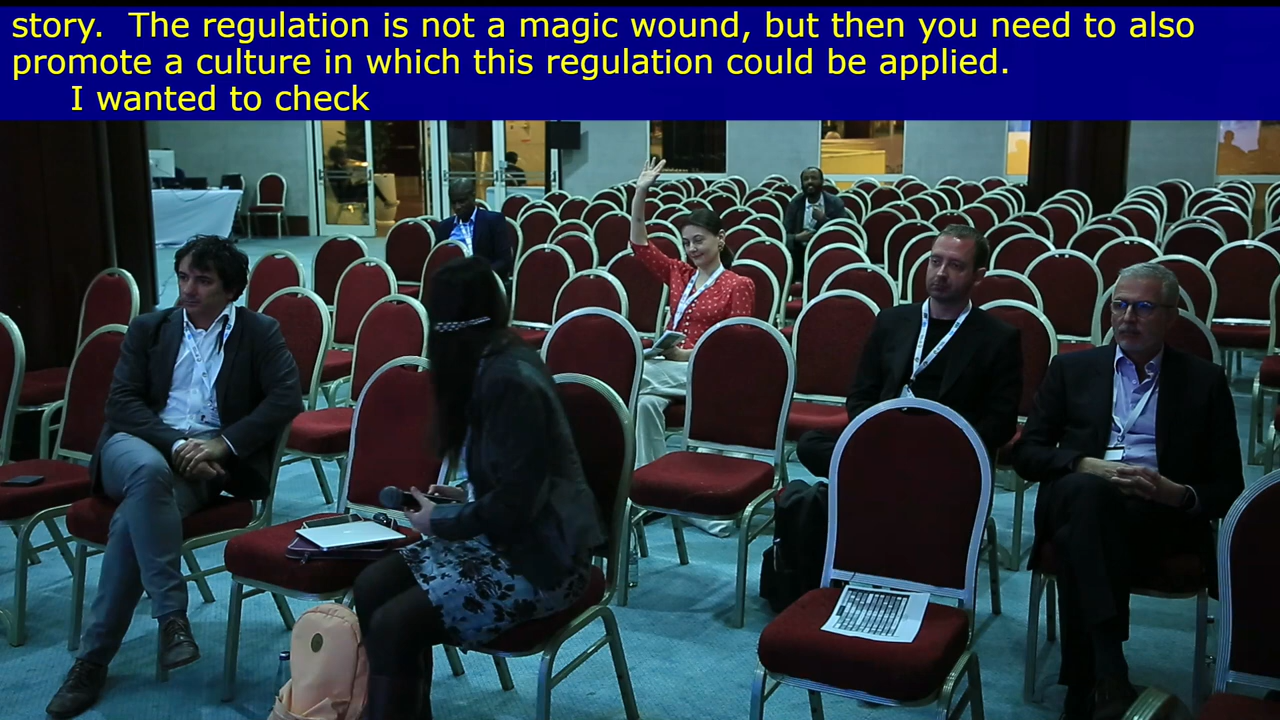 story.  The regulation is not a magic wound, but then you need to also
promote a culture in which this regulation could be applied.
I wanted to check